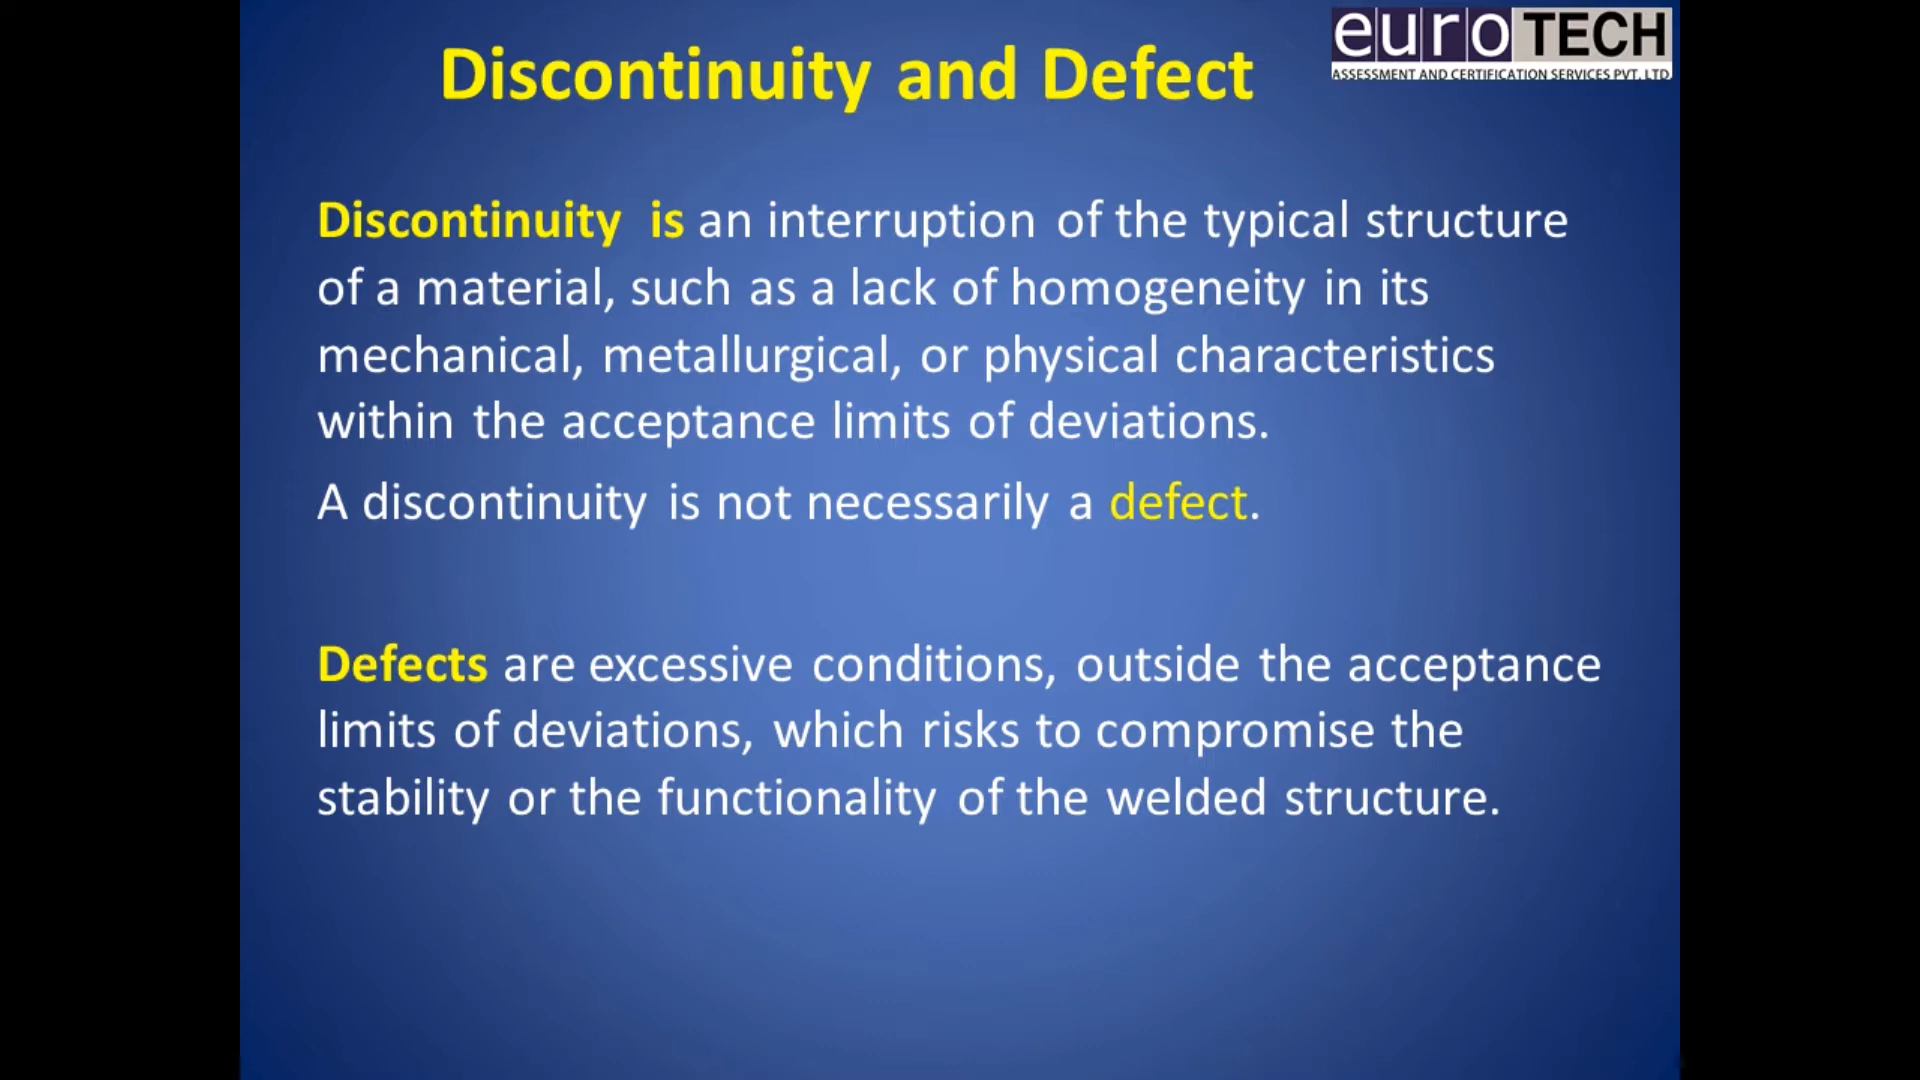 euroTECH
ASSESSMENT AND CERTIFICATION SERVICES PVT. LTD
Discontinuity and Defect
Discontinuity is an interruption of the typical structure
of a material, such as a lack of homogeneity in its
mechanical, metallurgical, or physical characteristics
within the acceptance limits of deviations.
A discontinuity is not necessarily a defect.
Defects are excessive conditions, outside the acceptance
limits of deviations, which risks to compromise the
stability or the functionality of the welded structure.